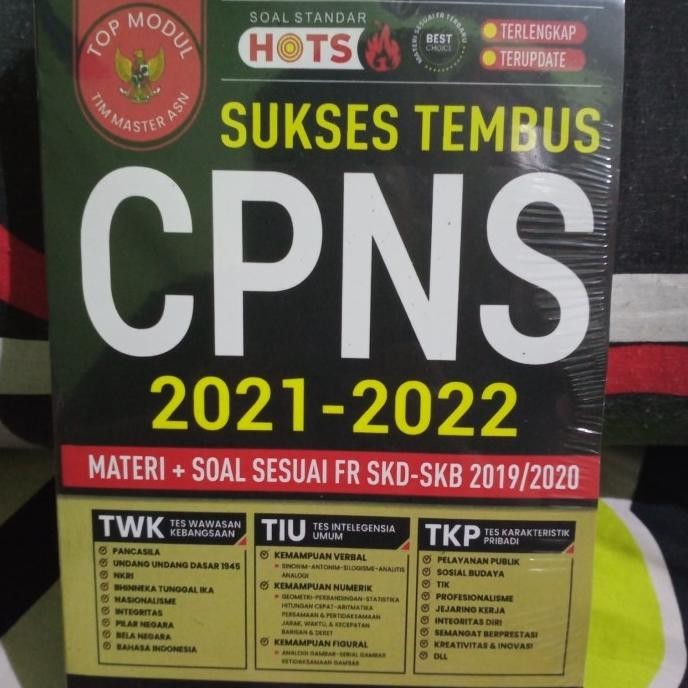 TOP MODUL
TIM MASTER ASN
SOAL STANDAR
HOTS
MATERI SESUAI FR TERBARU
BEST
CHOICE
TERLENGKAP
TERUPDATE
SUKSES TEMBUS
CPNS
2021-2022
MATERI + SOAL SESUAI FR SKD-SKB 2019/2020
TWK TES WAWASAN
KEBANGSAAN
PANCASILA
UNDANG UNDANG DASAR 1945
NKRI
BHINNEKA TUNGGAL IKA
NASIONALISME
INTEGRITAS
PILAR NEGARA
BELA NEGARA
BAHASA INDONESIA
TIU TES INTELEGENSIA
UMUM
KEMAMPUAN VERBAL
SINONIM-ANTONIM-SILOGISME-ANALITIS
ANALOGI
KEMAMPUAN NUMERIK
GEOMETRI-PERBANDINGAN-STATISTIKA
HITUNGAN CEPAT-ARITMATIKA
PERSAMAAN & PERTIDAKSAMAAN
JARAK, WAKTU, & KECEPATAN
BARISAN & DERET
KEMAMPUAN FIGURAL
ANALOGI GAMBAR-SERIAL GAMBAR
KETIDAKSAMAAN GAMBAR
TKP TES KARAKTERISTIK
PRIBADI
PELAYANAN PUBLIK
SOSIAL BUDAYA
TIK
PROFESIONALISME
JEJARING KERJA
INTEGRITAS DIRI
SEMANGAT BERPRESTASI
KREATIVITAS & INOVASI
DLL